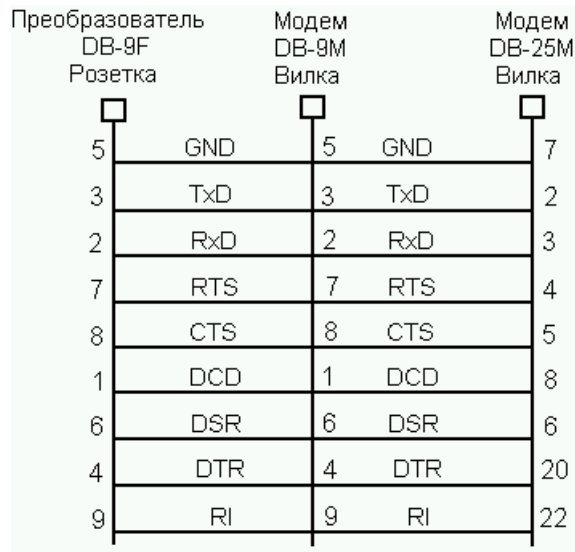 Преобразователь Модем Модем
DB-9F DB-9M DB-25M
Розетка Вилка Вилка
5 GND 5 GND 7
3 TxD 3 TxD 2
2 RxD 2 RxD 3
7 RTS 7 RTS 4
8 CTS 8 CTS 5
1 DCD 1 DCD 8
6 DSR 6 DSR 6
4 DTR 4 DTR 20
9 RI 9 RI 22